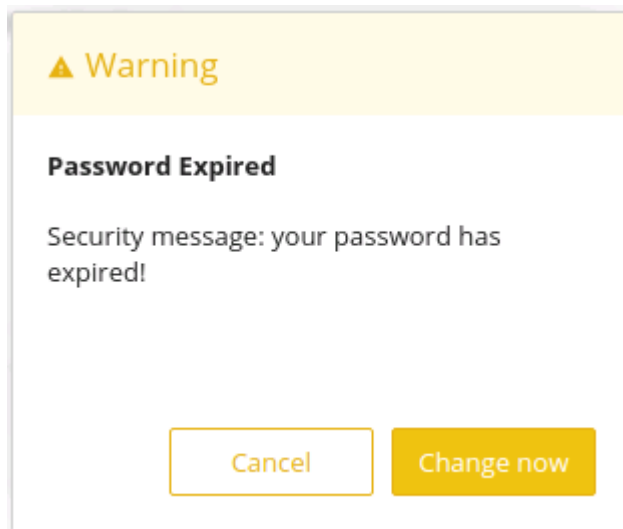 Warning
Password Expired
Security message: your password has
expired!
Cancel
Change now